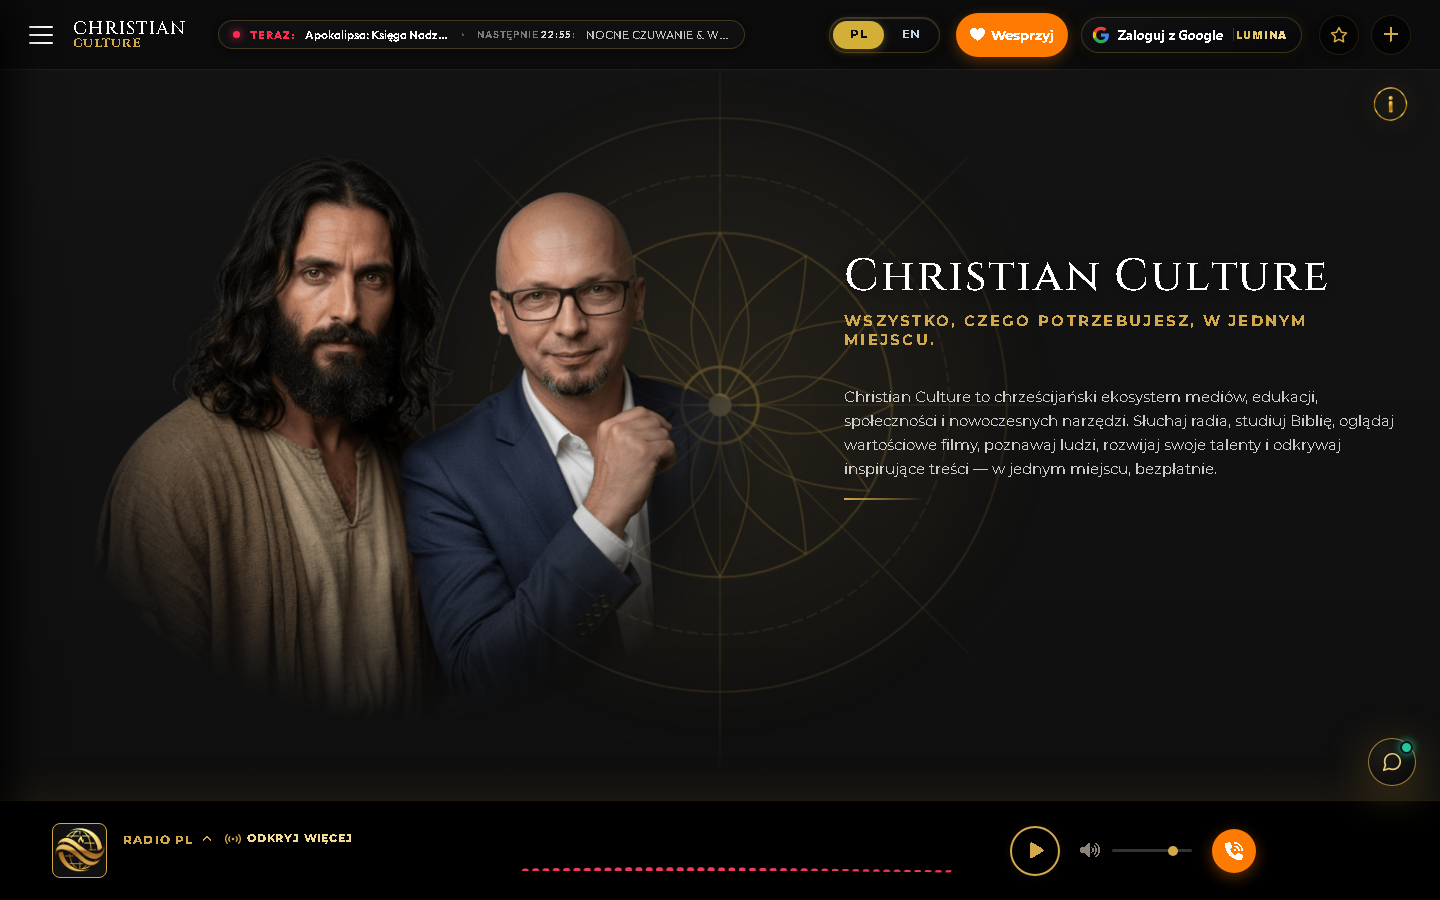 CHRISTIAN
CULTURE
TERAZ: Apokalipsa: Księga Nadz... · NASTĘPNIE 22:55: NOCNE CZUWANIE & W...
PL EN
Wesprzyj
Zaloguj z Google LUMINA
CHRISTIAN CULTURE
WSZYSTKO, CZEGO POTRZEBUJESZ, W JEDNYM
MIEJSCU.
Christian Culture to chrześcijański ekosystem mediów, edukacji,
społeczności i nowoczesnych narzędzi. Słuchaj radia, studiuj Biblię, oglądaj
wartościowe filmy, poznawaj ludzi, rozwijaj swoje talenty i odkrywaj
inspirujące treści — w jednym miejscu, bezpłatnie.
RADIO PL ODKRYJ WIĘCEJ